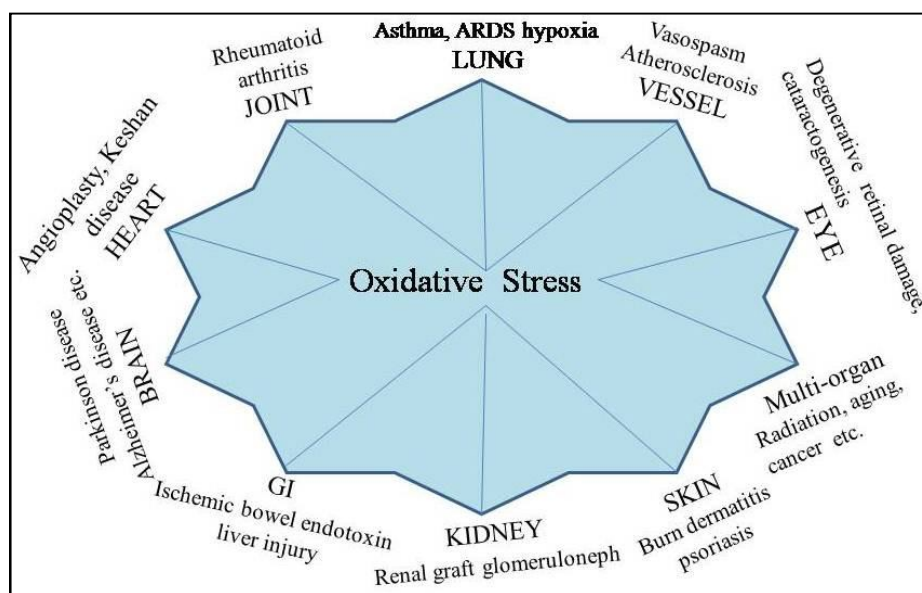 Asthma, ARDS hypoxia
LUNG
Vasospasm
Atherosclerosis
VESSEL
Degenerative retinal damage,
cataractogenesis
EYE
Multi-organ
Radiation, aging,
cancer etc.
SKIN
Burn dermatitis
psoriasis
KIDNEY
Renal graft glomeruloneph
GI
Ischemic bowel endotoxin
liver injury
BRAIN
Alzheimer's disease etc.
Parkinson disease
Angioplasty, Keshan
disease
HEART
Rheumatoid
arthritis
JOINT
Oxidative Stress